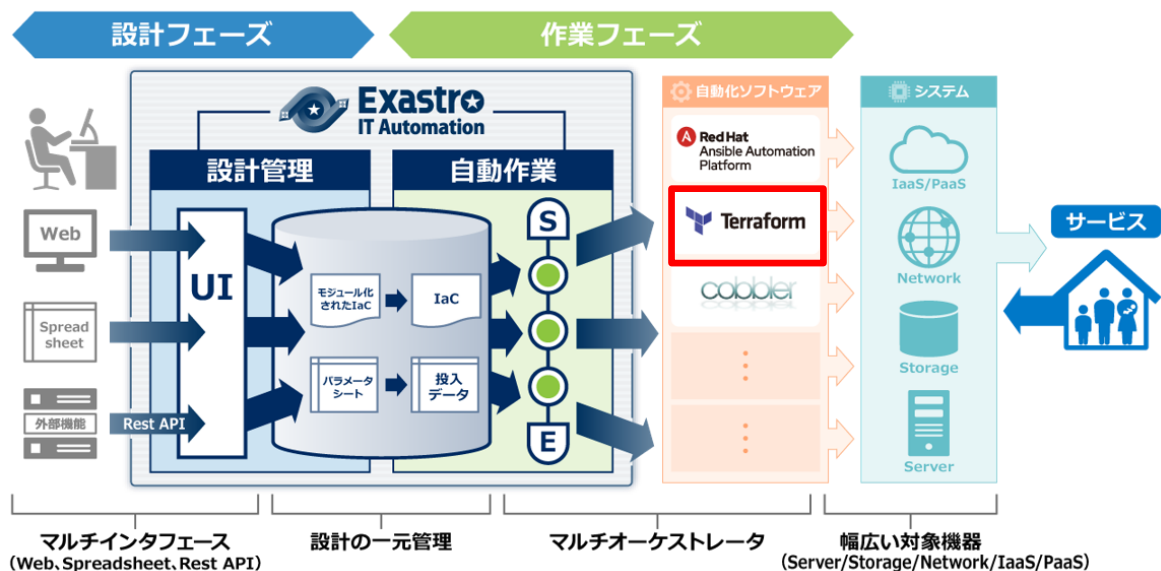 設計フェーズ
作業フェーズ
Exastro
IT Automation
設計管理
自動作業
自動化ソフトウェア
システム
Red Hat
Ansible Automation
Platform
Terraform
cobbler
Web
Spread
sheet
外部機能
Rest API
UI
モジュール化
されたIaC
IaC
パラメータ
シート
投入
データ
S
E
IaaS/PaaS
Network
Storage
Server
サービス
マルチインタフェース
(Web、Spreadsheet、Rest API)
設計の一元管理
マルチオーケストレータ
幅広い対象機器
(Server/Storage/Network/IaaS/PaaS)